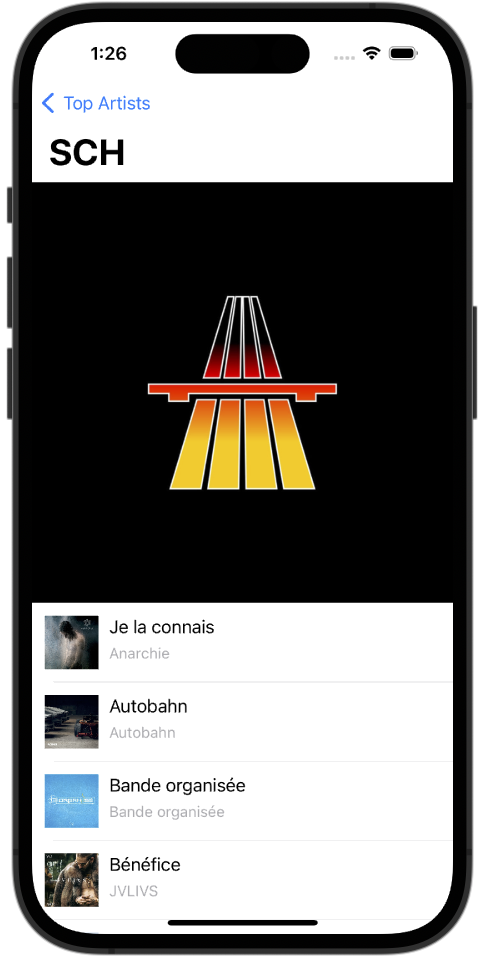 1:26
Top Artists
SCH
Je la connais
Anarchie
Autobahn
Autobahn
Bande organisée
Bande organisée
Bénéfice
JVLIVS